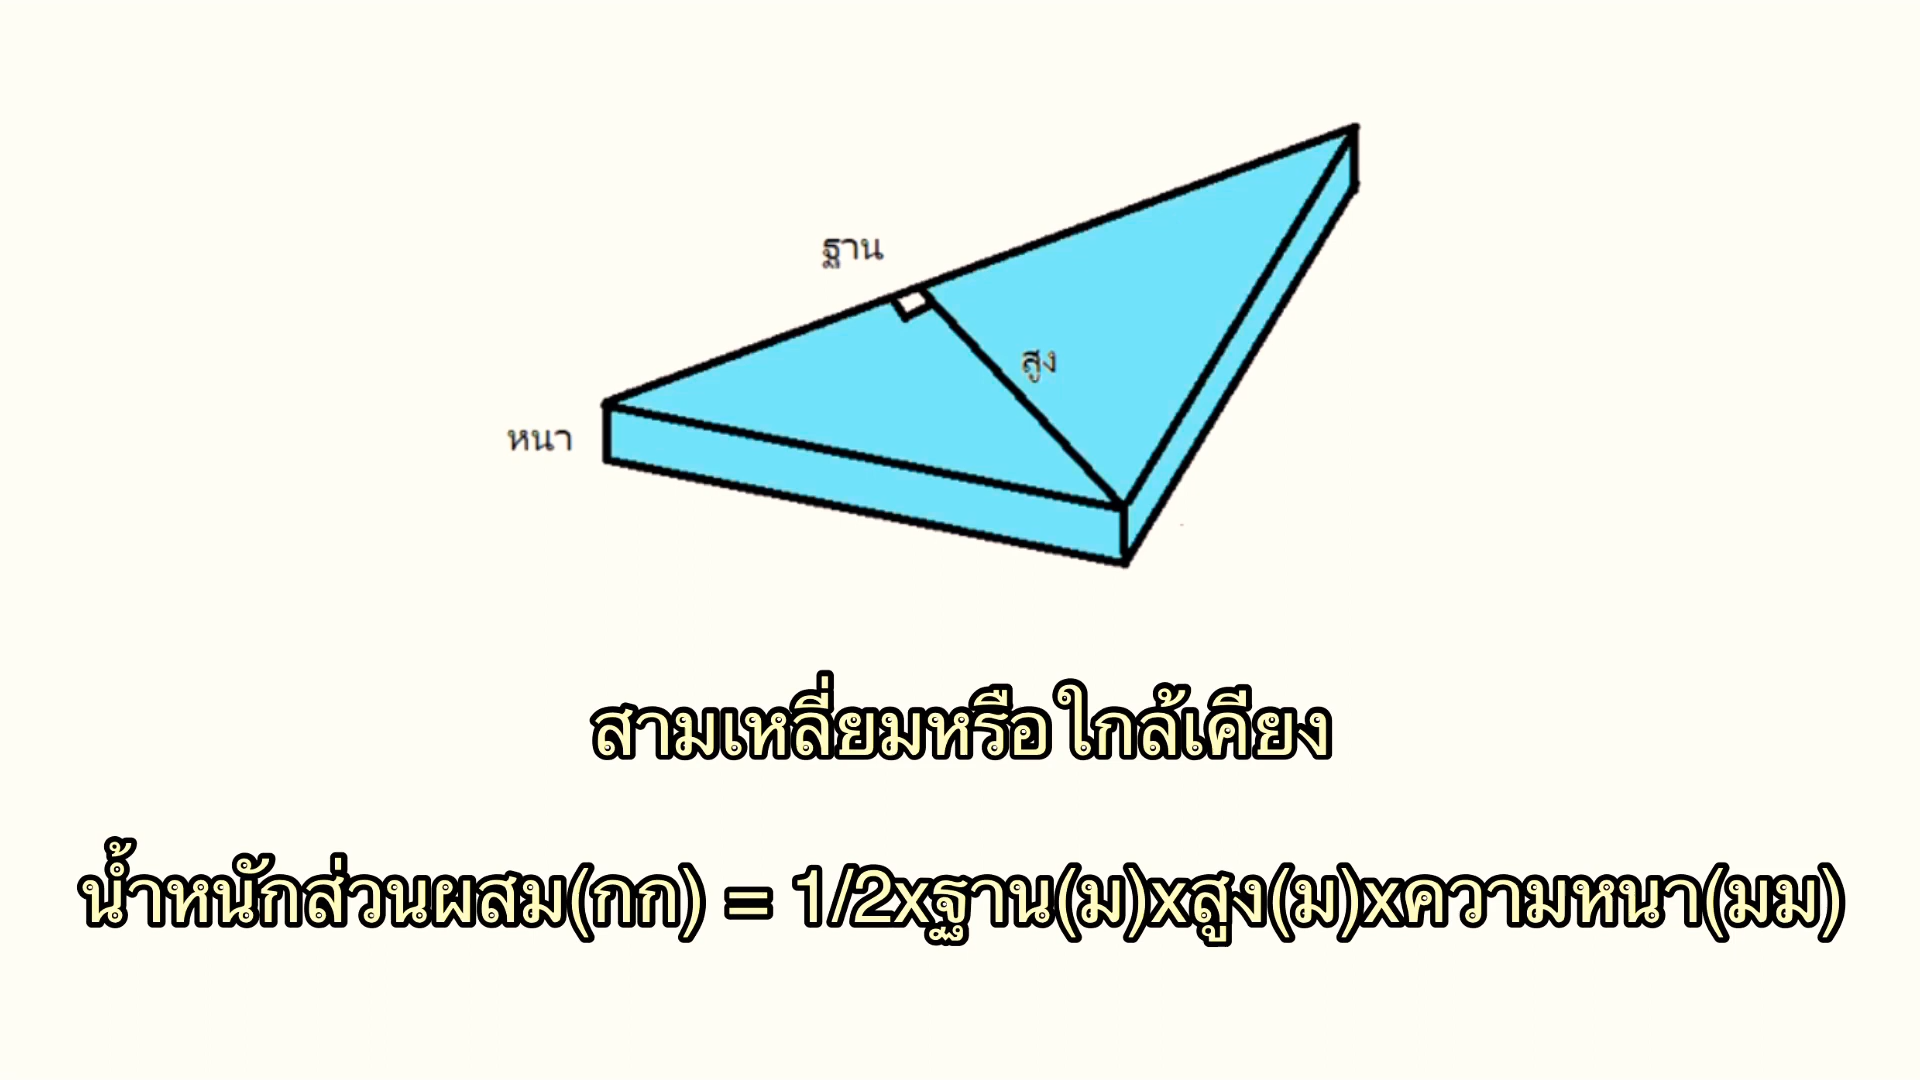 ฐาน
สูง
หนา
สามเหลี่ยมหรือใกล้เคียง
น้ำหนักส่วนผสม(กก) = 1/2xฐาน(ม)xสูง(ม)xความหนา(มม)